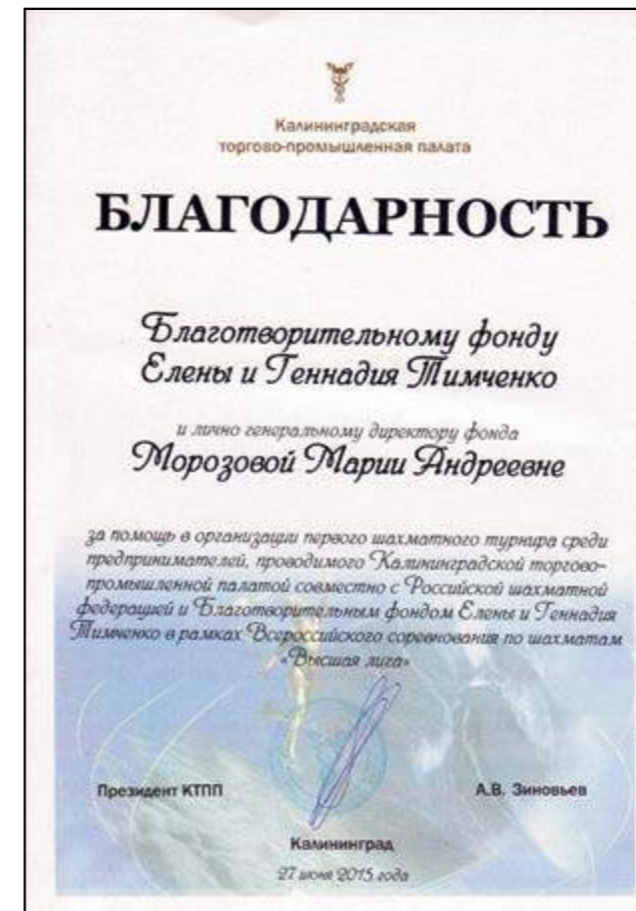 Калининградская
торгово-промышленная палата
БЛАГОДАРНОСТЬ
Благотворительному фонду
Елены и Геннадия Тимченко
и лично генеральному директору фонда
Морозовой Марии Андреевне
за помощь в организации первого шахматного турнира среди
предпринимателей, проводимого Калининградской торгово-
промышленной палатой совместно с Российской шахматной
федерацией и Благотворительным фондом Елены и Геннадия
Тимченко в рамках Всероссийского соревнования по шахматам
«Высшая лига»
Президент КТПП А.В. Зиновьев
Калининград
27 июня 2015 года